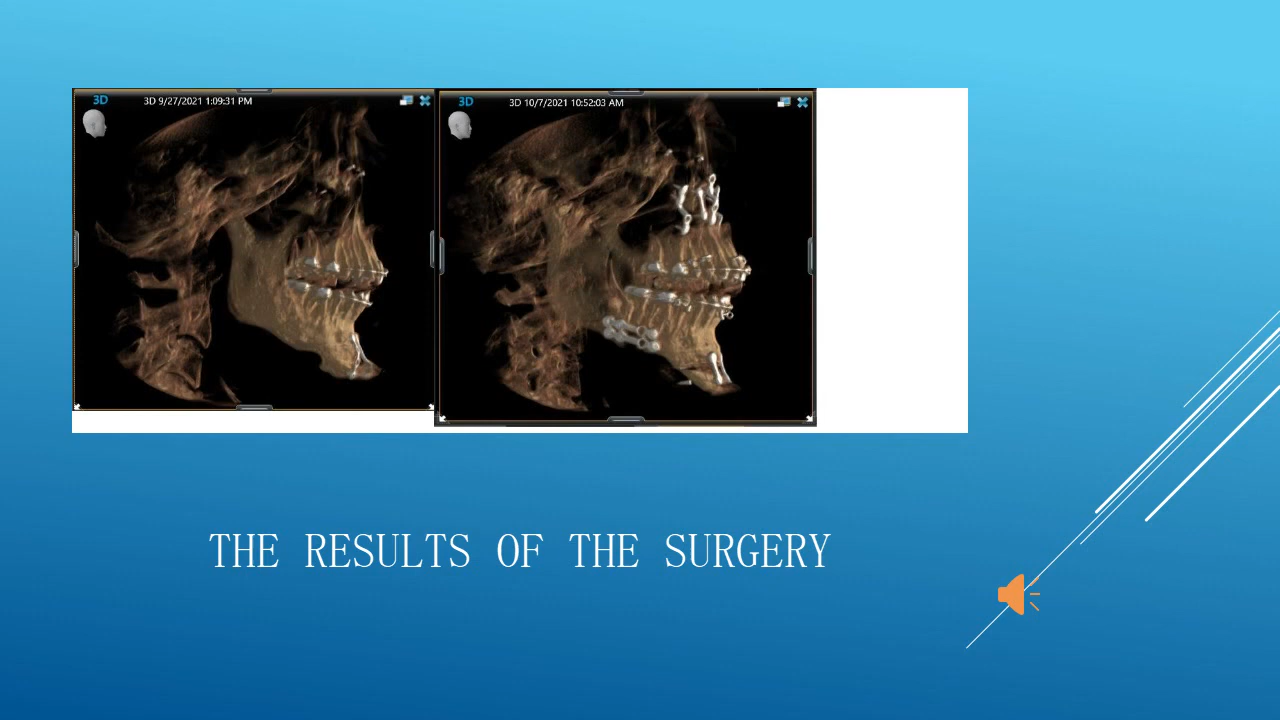 3D 3D 9/27/2021 1:09:31 PM
3D 3D 10/7/2021 10:52:03 AM
THE RESULTS OF THE SURGERY